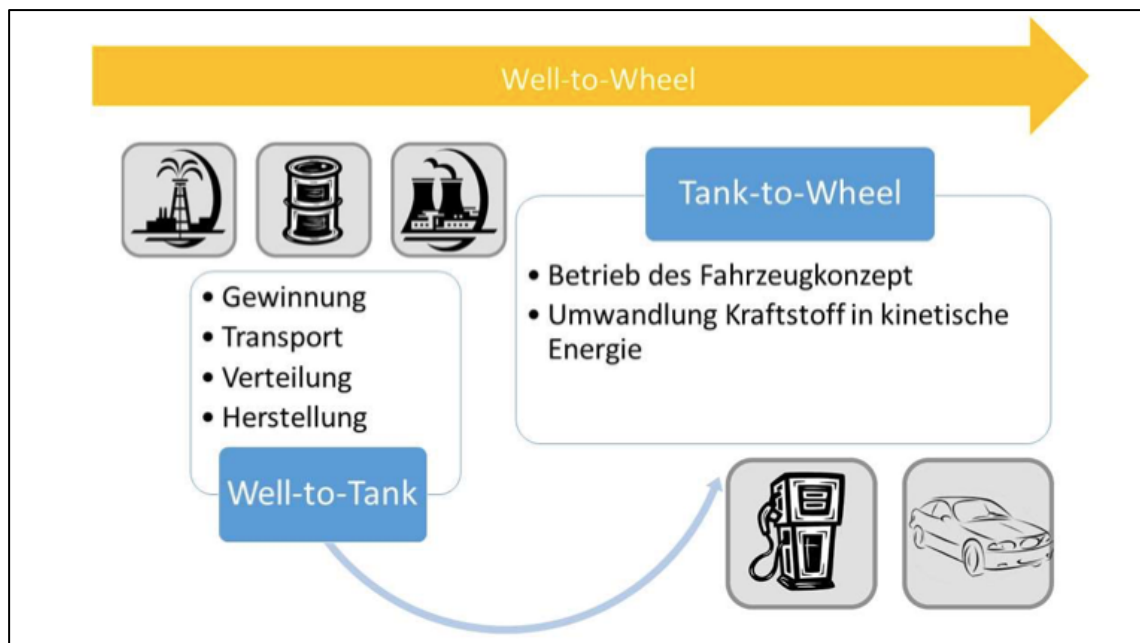 Well-to-Wheel
• Gewinnung
• Transport
• Verteilung
• Herstellung
Well-to-Tank
Tank-to-Wheel
• Betrieb des Fahrzeugkonzept
• Umwandlung Kraftstoff in kinetische
Energie